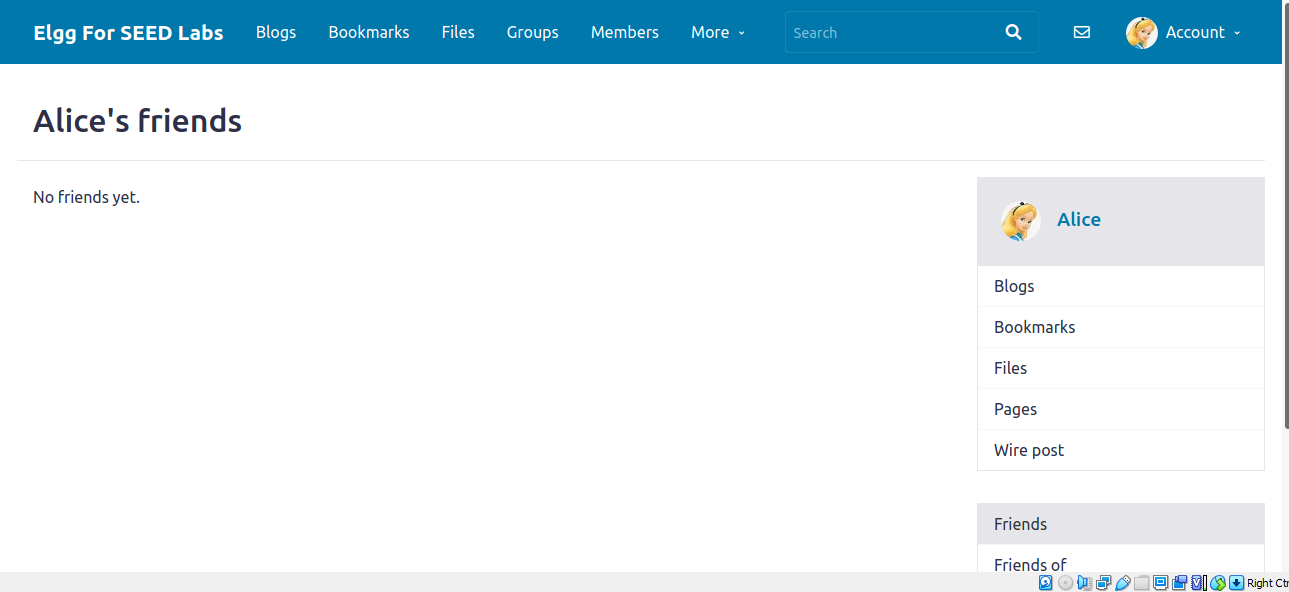 Elgg For SEED Labs Blogs Bookmarks Files Groups Members More Search Account
Alice's friends
No friends yet.
Alice
Blogs
Bookmarks
Files
Pages
Wire post
Friends
Friends of
Right Ctr